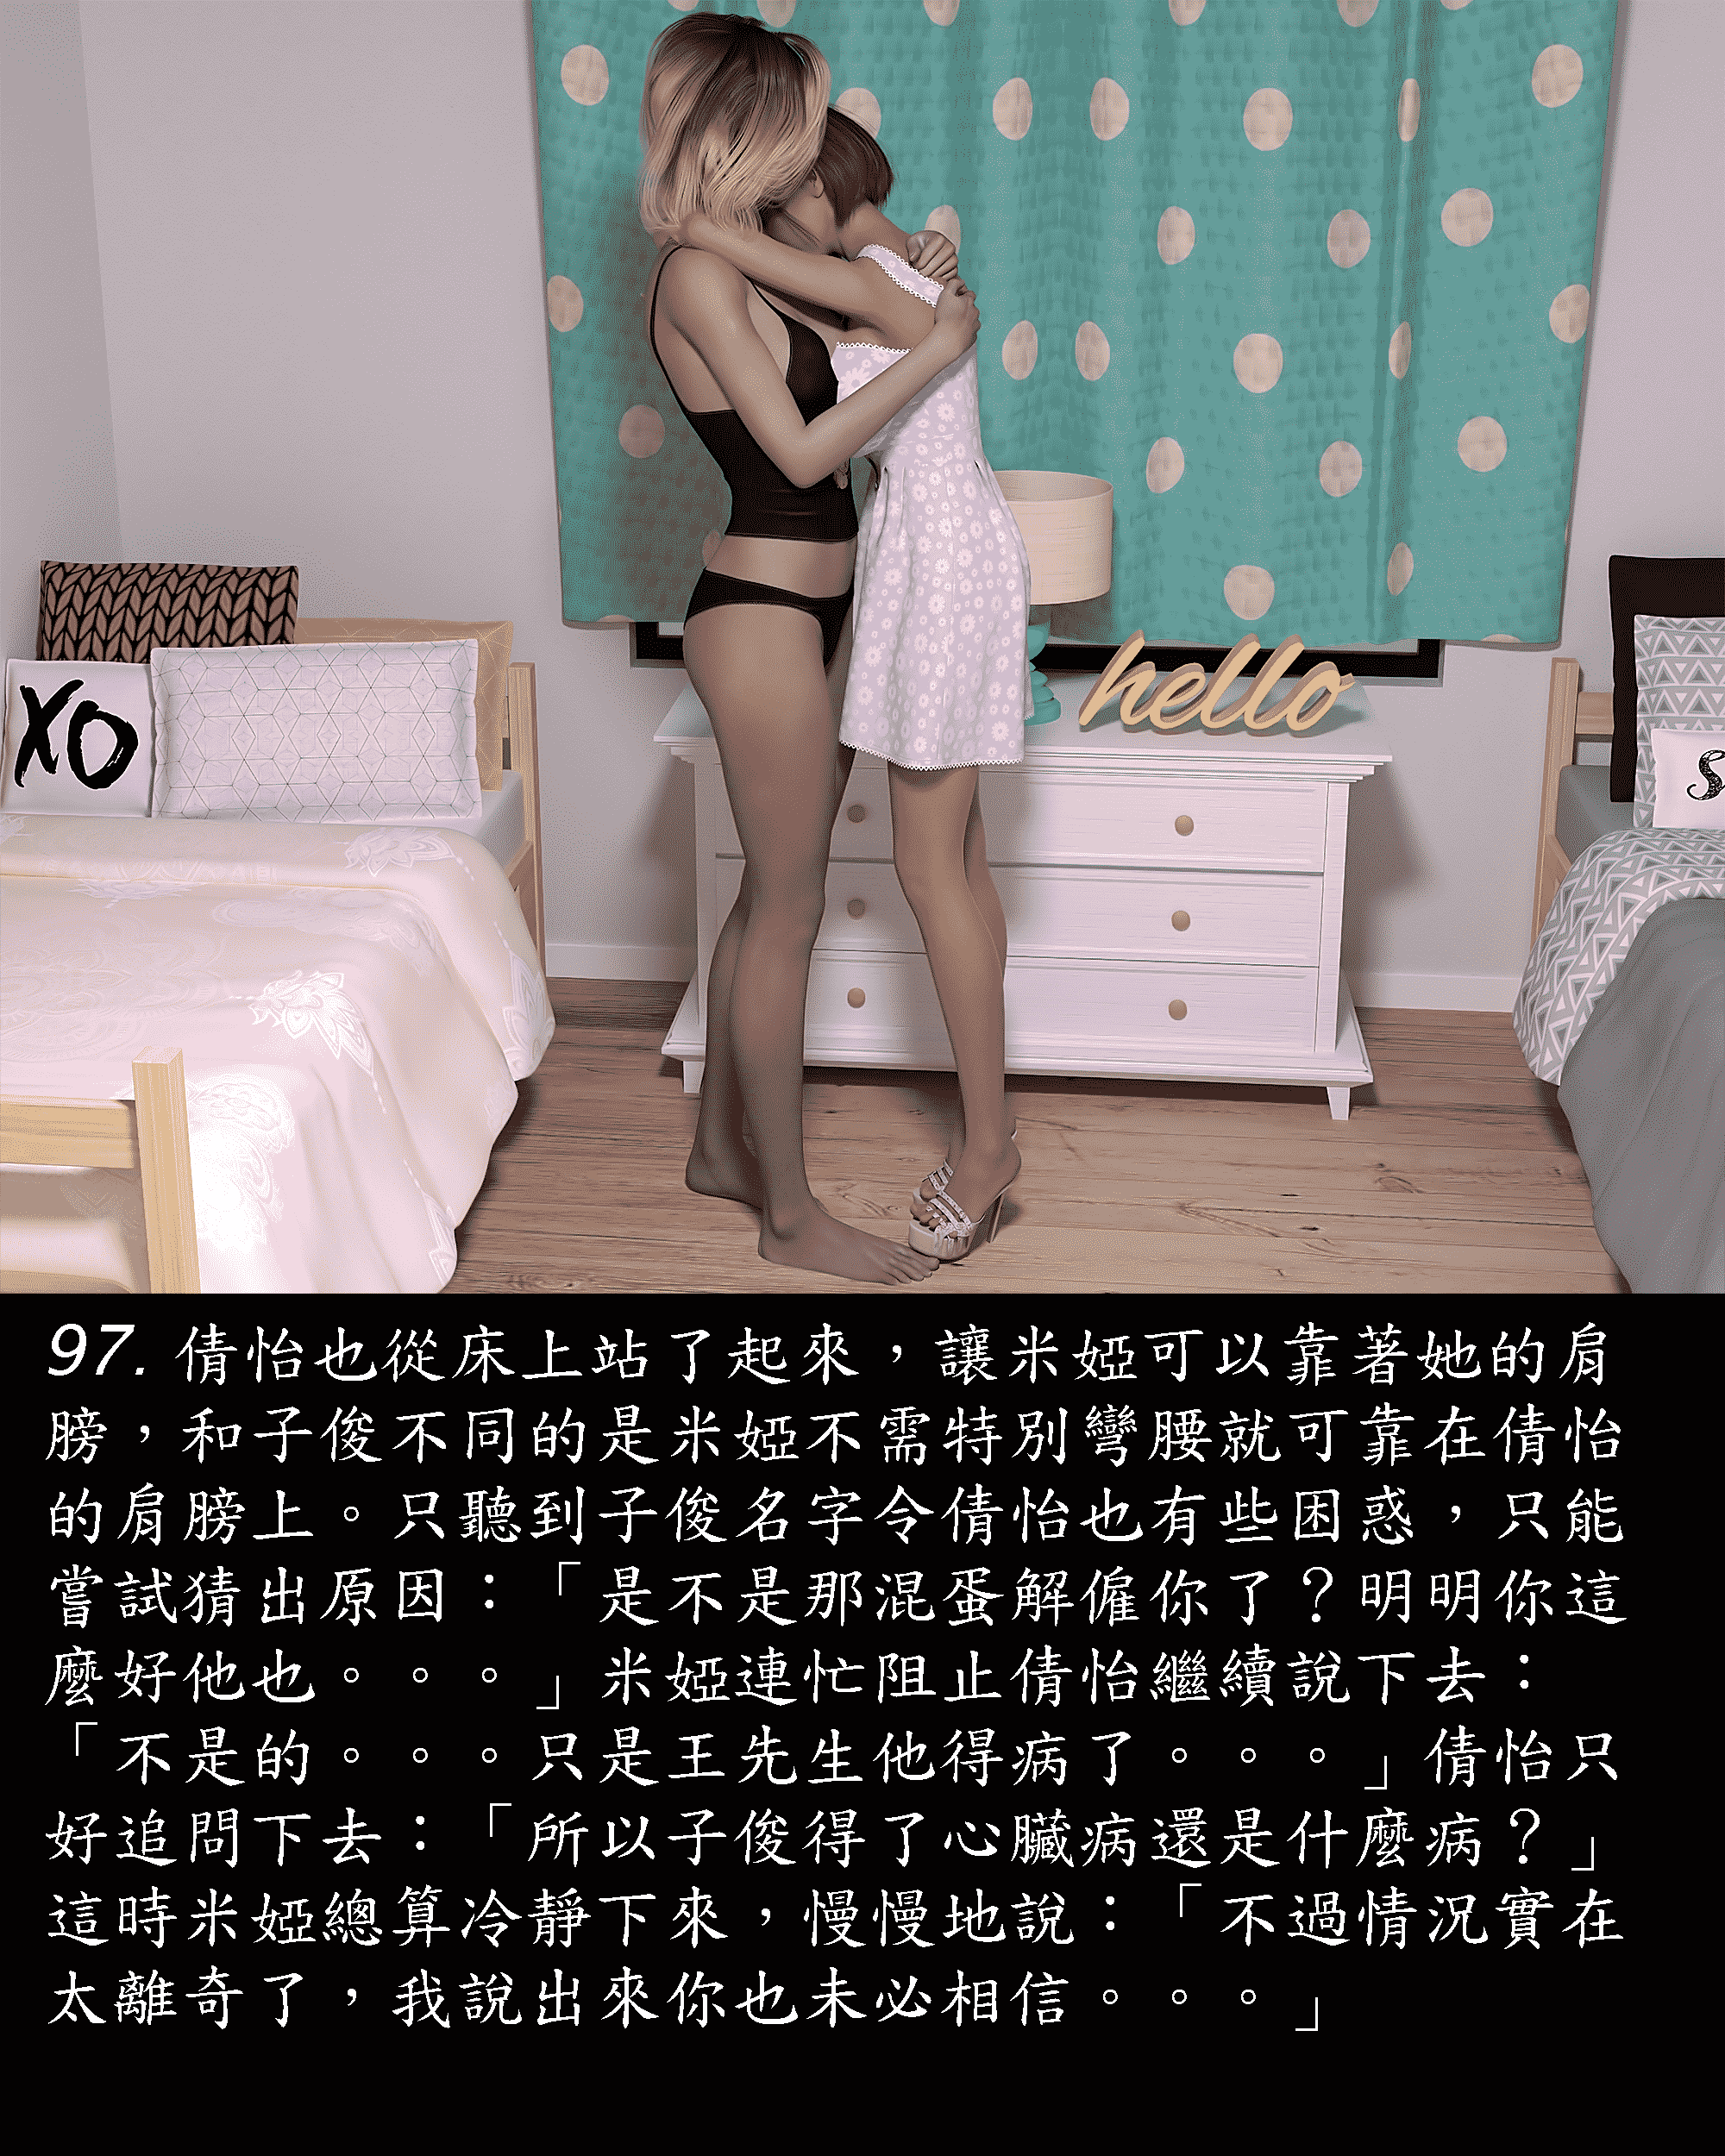 XO
hello
S
97. 倩怡也從床上站了起來，讓米婭可以靠著她的肩
膀，和子俊不同的是米婭不需特別彎腰就可靠在倩怡
的肩膀上。只聽到子俊名字令倩怡也有些困惑，只能
嘗試猜出原因：「是不是那混蛋解僱你了？明明你這
麼好他也。。。」米婭連忙阻止倩怡繼續說下去：
「不是的。。。只是王先生他得病了。。。」倩怡只
好追問下去：「所以子俊得了心臟病還是什麼病？」
這時米婭總算冷靜下來，慢慢地說：「不過情況實在
太離奇了，我說出來你也未必相信。。。」